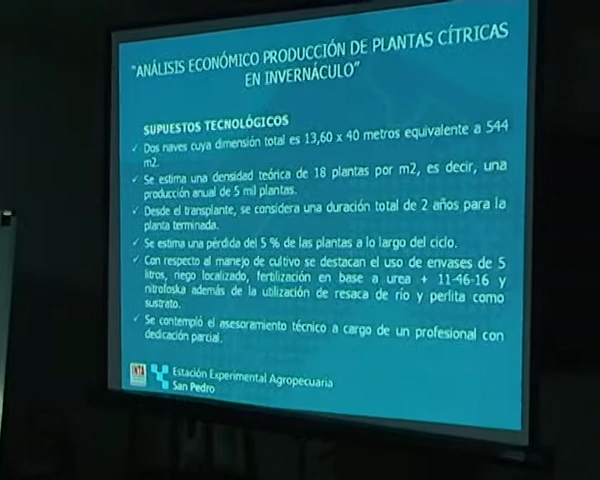 "ANÁLISIS ECONÓMICO PRODUCCIÓN DE PLANTAS CÍTRICAS
EN INVERNÁCULO"
SUPUESTOS TECNOLÓGICOS
✓ Dos naves cuya dimensión total es 13,60 x 40 metros equivalente a 544
m2.
✓ Se estima una densidad teórica de 18 plantas por m2, es decir, una
producción anual de 5 mil plantas.
✓ Desde el transplante, se considera una duración total de 2 años para la
planta terminada.
✓ Se estima una pérdida del 5 % de las plantas a lo largo del ciclo.
✓ Con respecto al manejo de cultivo se destacan el uso de envases de 5
litros, riego localizado, fertilización en base a urea + 11-46-16 y
nitrofoska además de la utilización de resaca de río y perlita como
sustrato.
✓ Se contempló el asesoramiento técnico a cargo de un profesional con
dedicación parcial.
INTA
Estación Experimental Agropecuaria
San Pedro